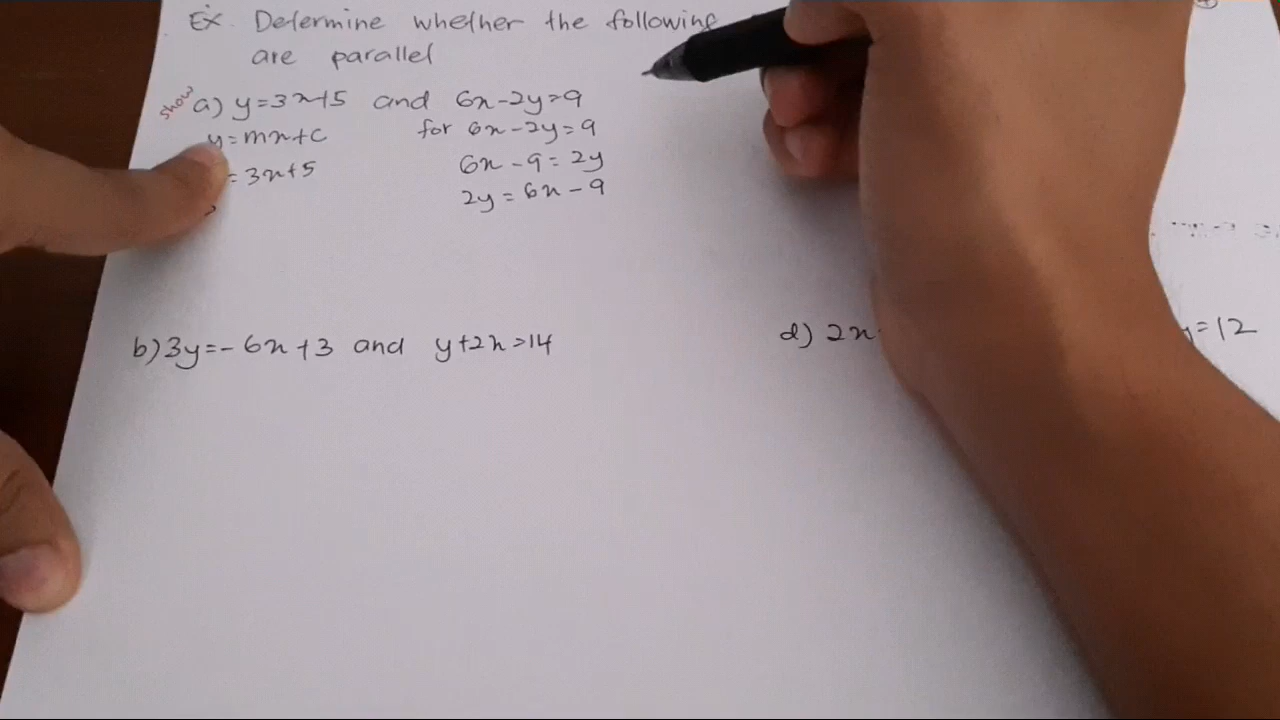 Ex Determine whether the following
are parallel
show a) y=3x+5 and 6x-2y=9
y=mx+c for 6x-2y=9
=3x+5 6x-9=2y
2y=6x-9
b) 3y=-6x+3 and y+2x=14
d) 2x y=12